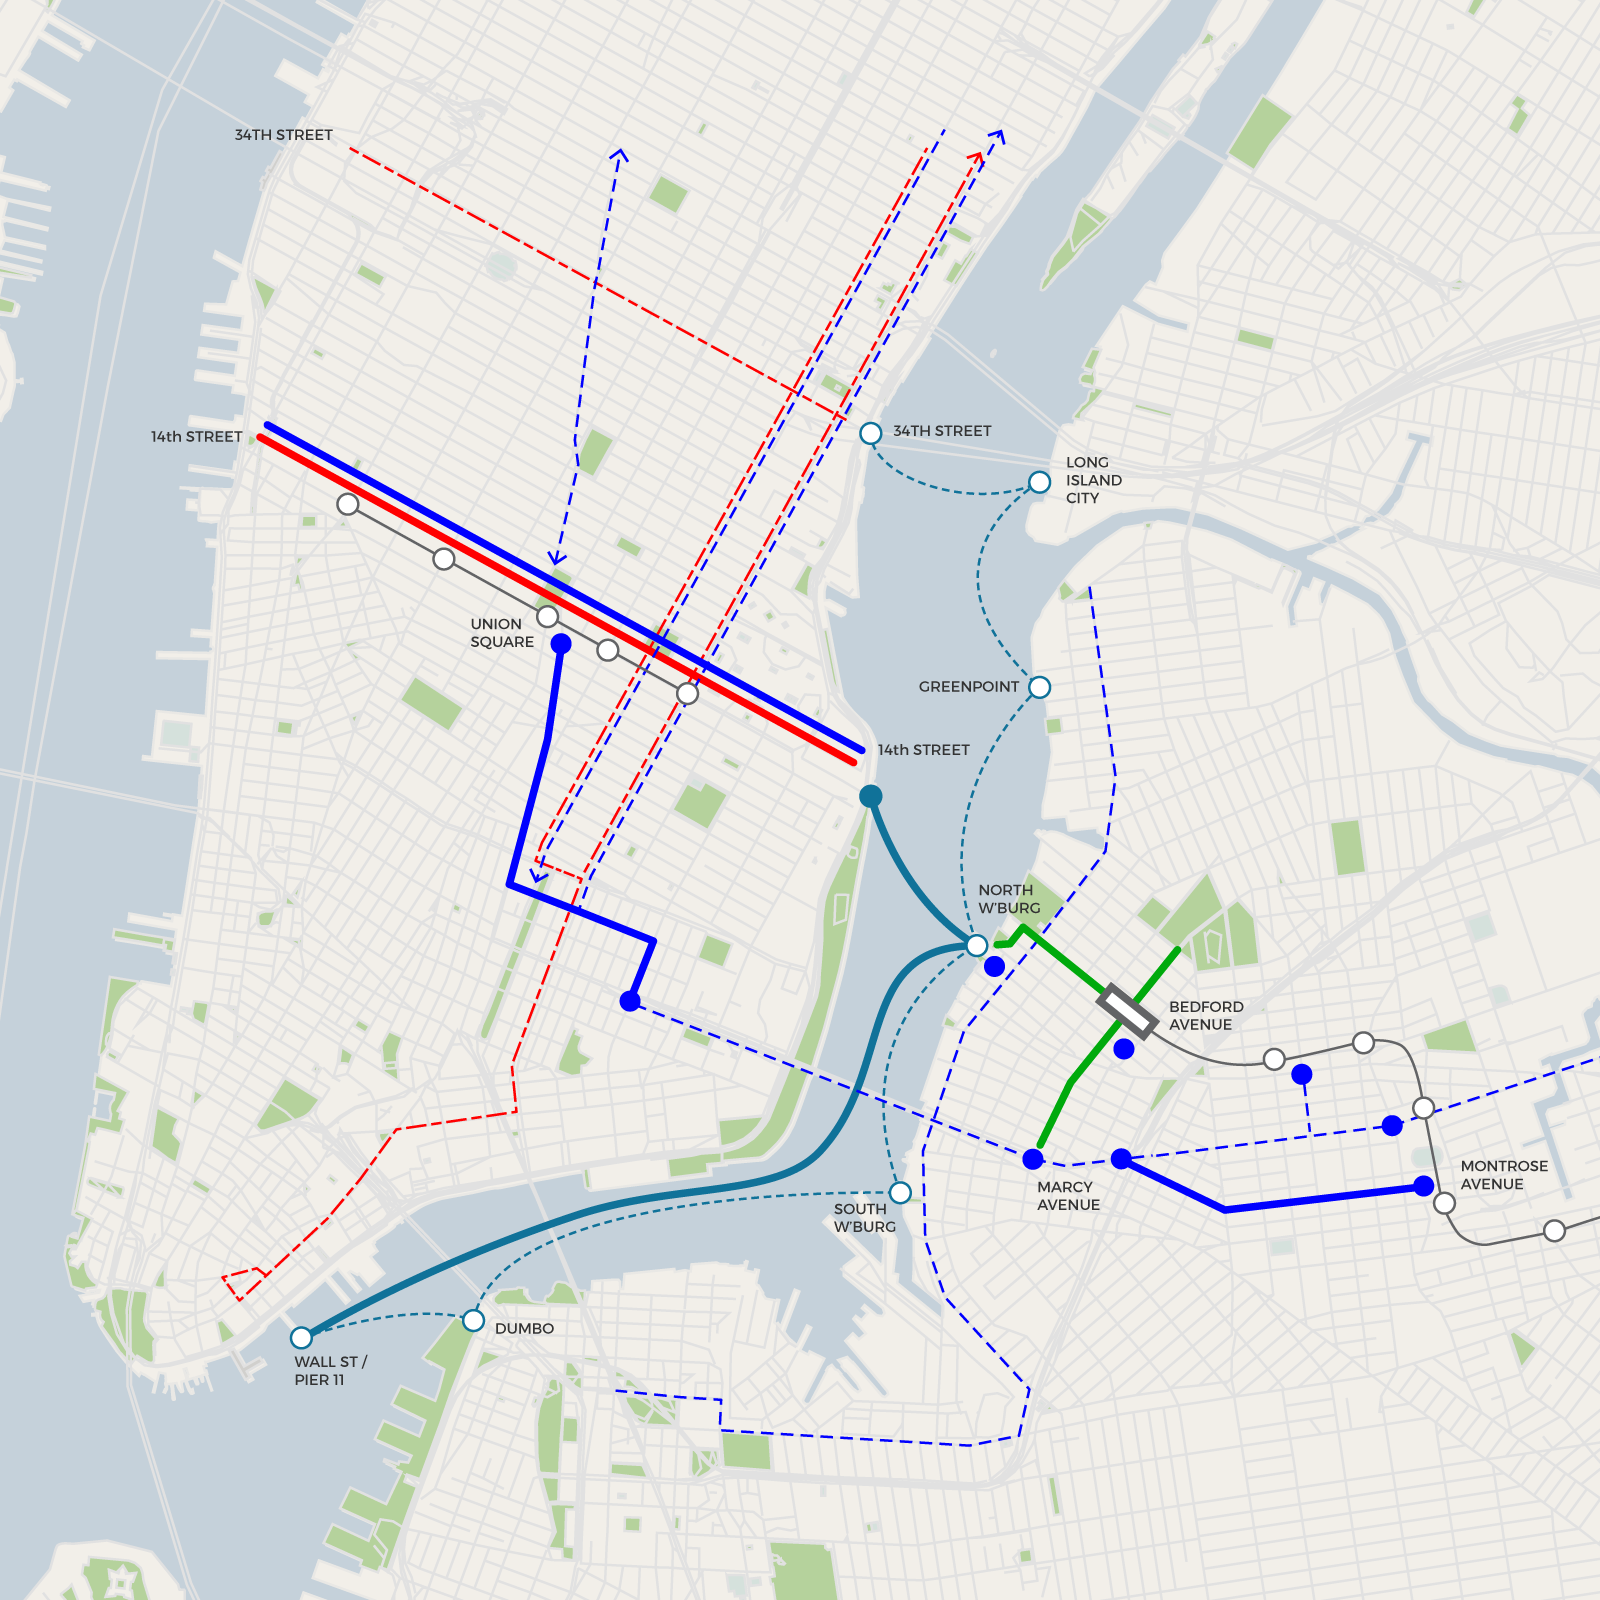 34TH STREET
14th STREET
34TH STREET
LONG
ISLAND
CITY
UNION
SQUARE
GREENPOINT
14th STREET
NORTH
W'BURG
BEDFORD
AVENUE
MONTROSE
AVENUE
MARCY
AVENUE
SOUTH
W'BURG
DUMBO
WALL ST /
PIER 11